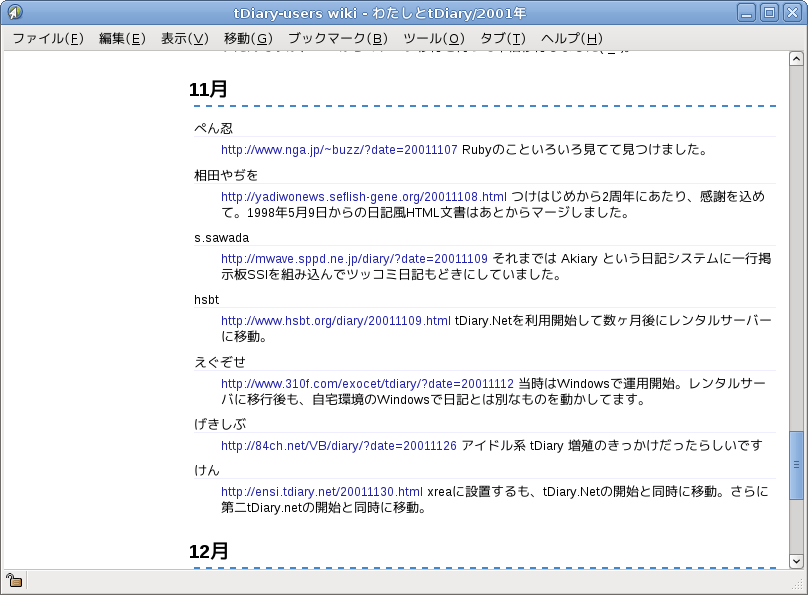 tDiary-users wiki - わたしとtDiary/2001年
ファイル(F) 編集(E) 表示(V) 移動(G) ブックマーク(B) ツール(O) タブ(T) ヘルプ(H)
11月
ぺん忍
http://www.nga.jp/~buzz/?date=20011107 Rubyのこといろいろ見てて見つけました。
相田やぢを
http://yadiwonews.seflish-gene.org/20011108.html つけはじめから2周年にあたり、感謝を込め
て。1998年5月9日からの日記風HTML文書はあとからマージしました。
s.sawada
http://mwave.sppd.ne.jp/diary/?date=20011109 それまでは Akiary という日記システムに一行掲
示板SSIを組み込んでツッコミ日記もどきにしていました。
hsbt
http://www.hsbt.org/diary/20011109.html tDiary.Netを利用開始して数ヶ月後にレンタルサーバー
に移動。
えぐぞせ
http://www.310f.com/exocet/tdiary/?date=20011112 当時はWindowsで運用開始。レンタルサー
バに移行後も、自宅環境のWindowsで日記とは別なものを動かしてます。
げきしぶ
http://84ch.net/VB/diary/?date=20011126 アイドル系 tDiary 増殖のきっかけだったらしいです
けん
http://ensi.tdiary.net/20011130.html xreaに設置するも、tDiary.Netの開始と同時に移動。さらに
第二tDiary.netの開始と同時に移動。
12月